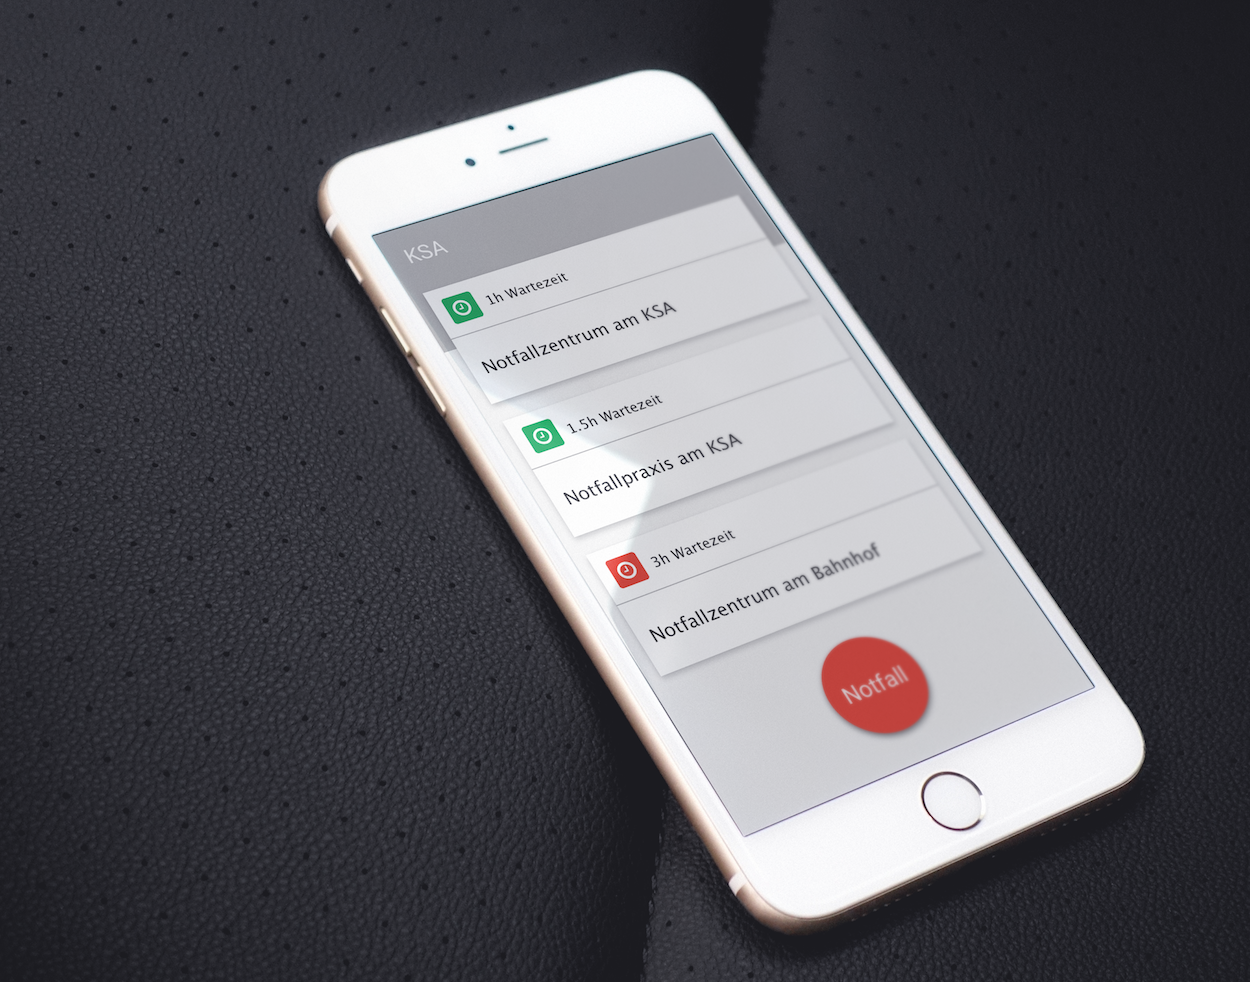 KSA
1h Wartezeit
Notfallzentrum am KSA
1.5h Wartezeit
Notfallpraxis am KSA
3h Wartezeit
Notfallzentrum am Bahnhof
Notfall